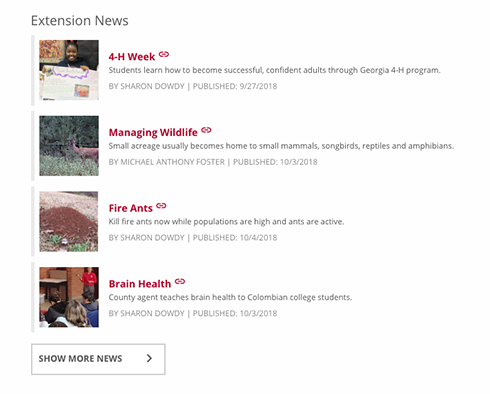 Extension News
4-H Week
Students learn how to become successful, confident adults through Georgia 4-H program.
BY SHARON DOWDY | PUBLISHED: 9/27/2018
Managing Wildlife
Small acreage usually becomes home to small mammals, songbirds, reptiles and amphibians.
BY MICHAEL ANTHONY FOSTER | PUBLISHED: 10/3/2018
Fire Ants
Kill fire ants now while populations are high and ants are active.
BY SHARON DOWDY | PUBLISHED: 10/4/2018
Brain Health
County agent teaches brain health to Colombian college students.
BY SHARON DOWDY | PUBLISHED: 10/3/2018
SHOW MORE NEWS